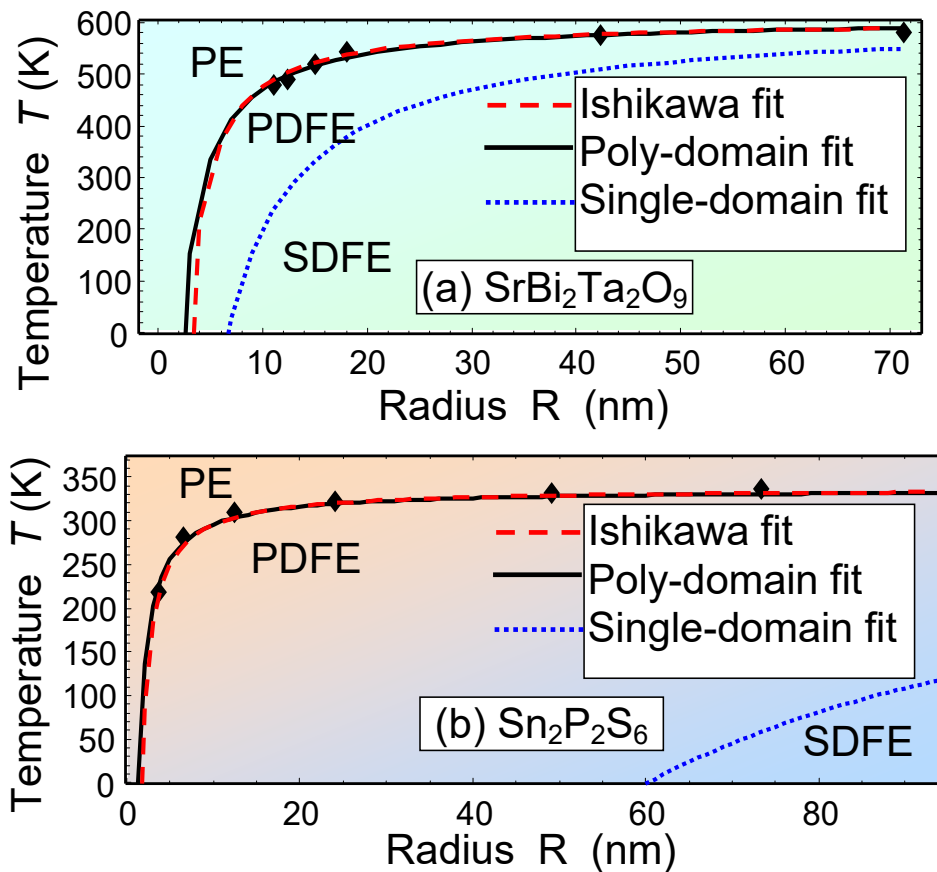 Temperature T (K)
600
500
400
300
200
100
0
PE
PDFE
SDFE
Ishikawa fit
Poly-domain fit
Single-domain fit
(a) SrBi₂Ta₂O₉
0 10 20 30 40 50 60 70
Radius R (nm)
Temperature T (K)
350
300
250
200
150
100
50
0
PE
PDFE
Ishikawa fit
Poly-domain fit
Single-domain fit
(b) Sn₂P₂S₆
SDFE
0 20 40 60 80
Radius R (nm)